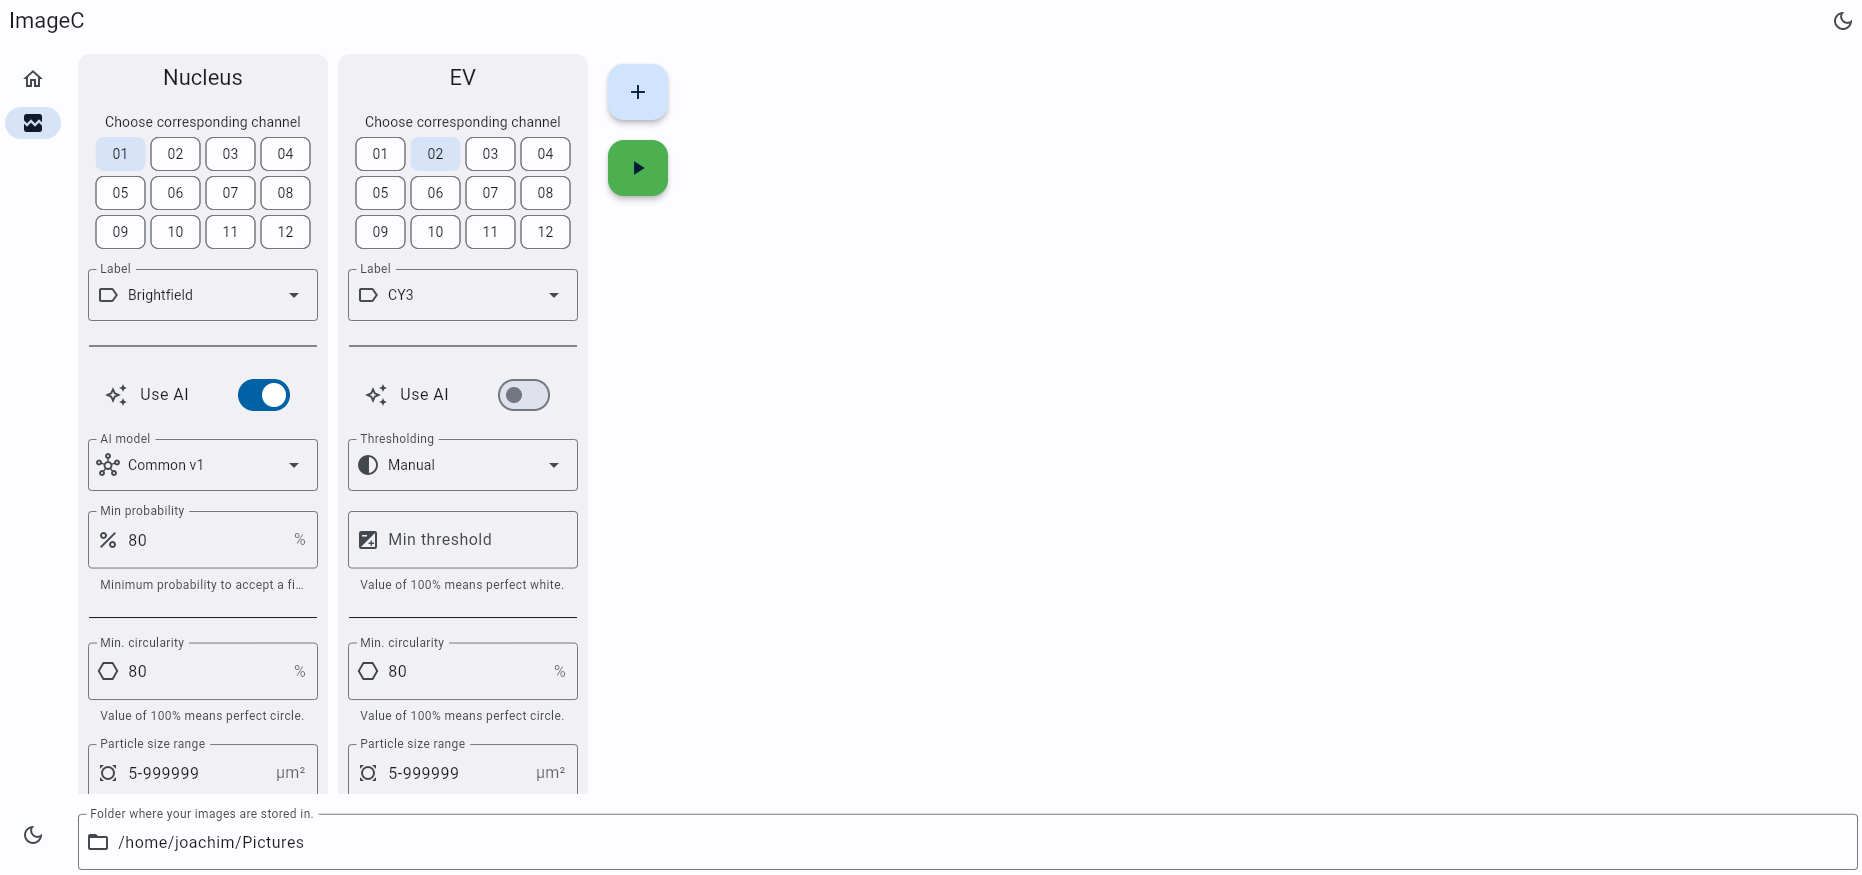 ImageC
Nucleus
Choose corresponding channel
01 02 03 04
05 06 07 08
09 10 11 12
Label
Brightfield
Use AI
AI model
Common v1
Min probability
80 %
Minimum probability to accept a fi...
Min. circularity
80 %
Value of 100% means perfect circle.
Particle size range
5-999999 µm²
EV
Choose corresponding channel
01 02 03 04
05 06 07 08
09 10 11 12
Label
CY3
Use AI
Thresholding
Manual
Min threshold
Value of 100% means perfect white.
Min. circularity
80 %
Value of 100% means perfect circle.
Particle size range
5-999999 µm²
Folder where your images are stored in.
/home/joachim/Pictures